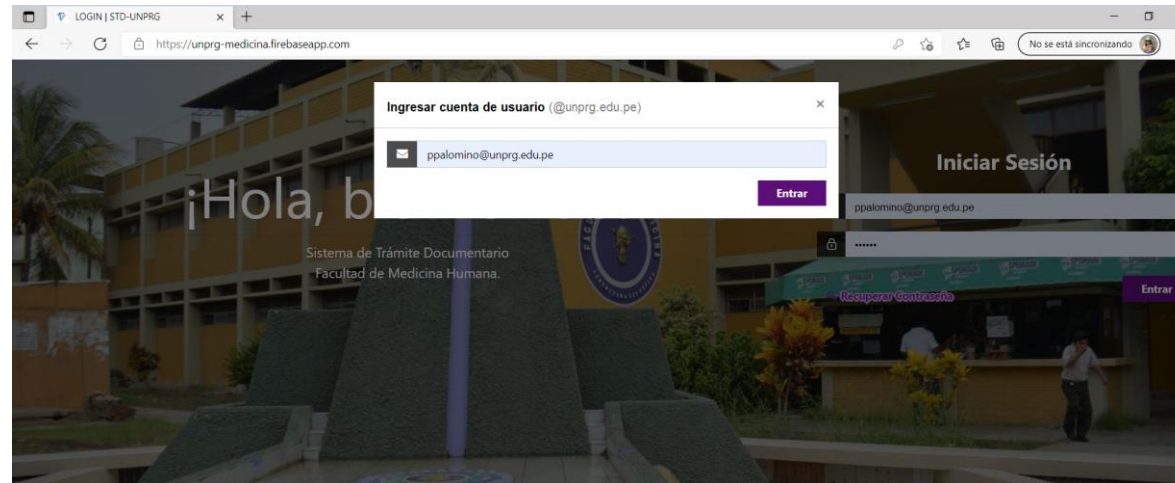 LOGIN | STD-UNPRG
https://unprg-medicina.firebaseapp.com
No se está sincronizando
Ingresar cuenta de usuario (@unprg.edu.pe)
ppalomino@unprg.edu.pe
Entrar
¡Hola, b
Sistema de Trámite Documentario
Facultad de Medicina Humana.
Iniciar Sesión
ppalomino@unprg.edu.pe
Recuperar Contraseña
Entrar